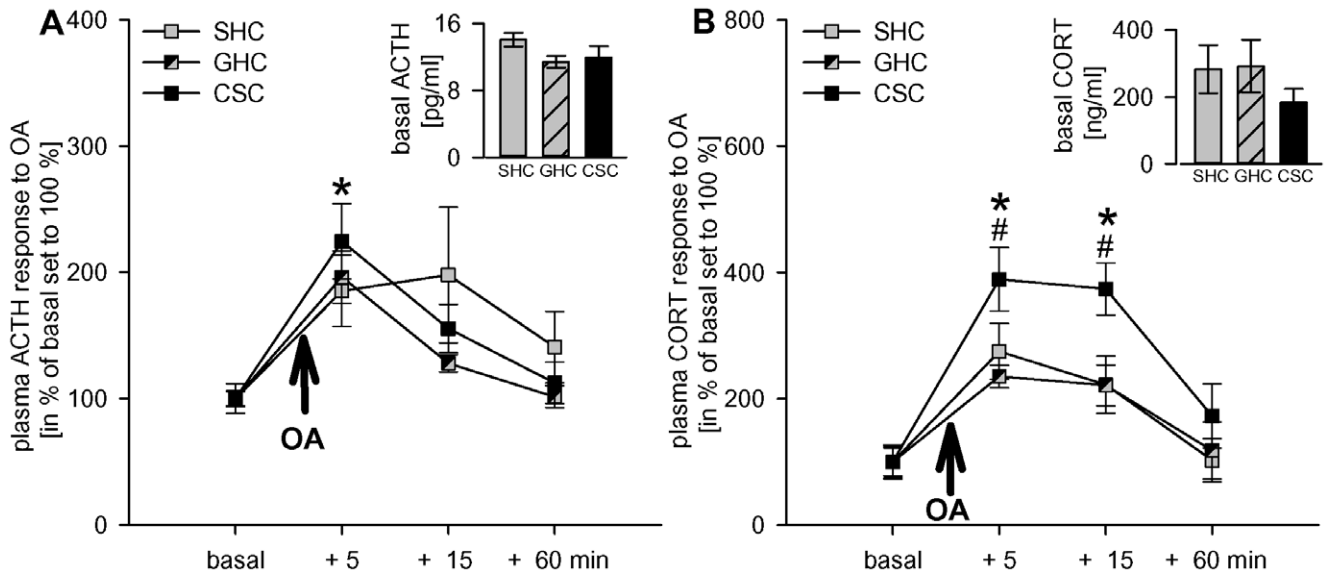 A
SHC
GHC
CSC
plasma ACTH response to OA
[in % of basal set to 100 %]
400
300
200
100
0
basal
+ 5
+ 15
+ 60 min
OA
*
basal ACTH
[pg/ml]
16
12
8
4
0
SHC
GHC
CSC
B
SHC
GHC
CSC
plasma CORT response to OA
[in % of basal set to 100 %]
800
600
400
200
0
basal
+ 5
+ 15
+ 60 min
OA
*
#
*
#
basal CORT
[ng/ml]
400
200
0
SHC
GHC
CSC